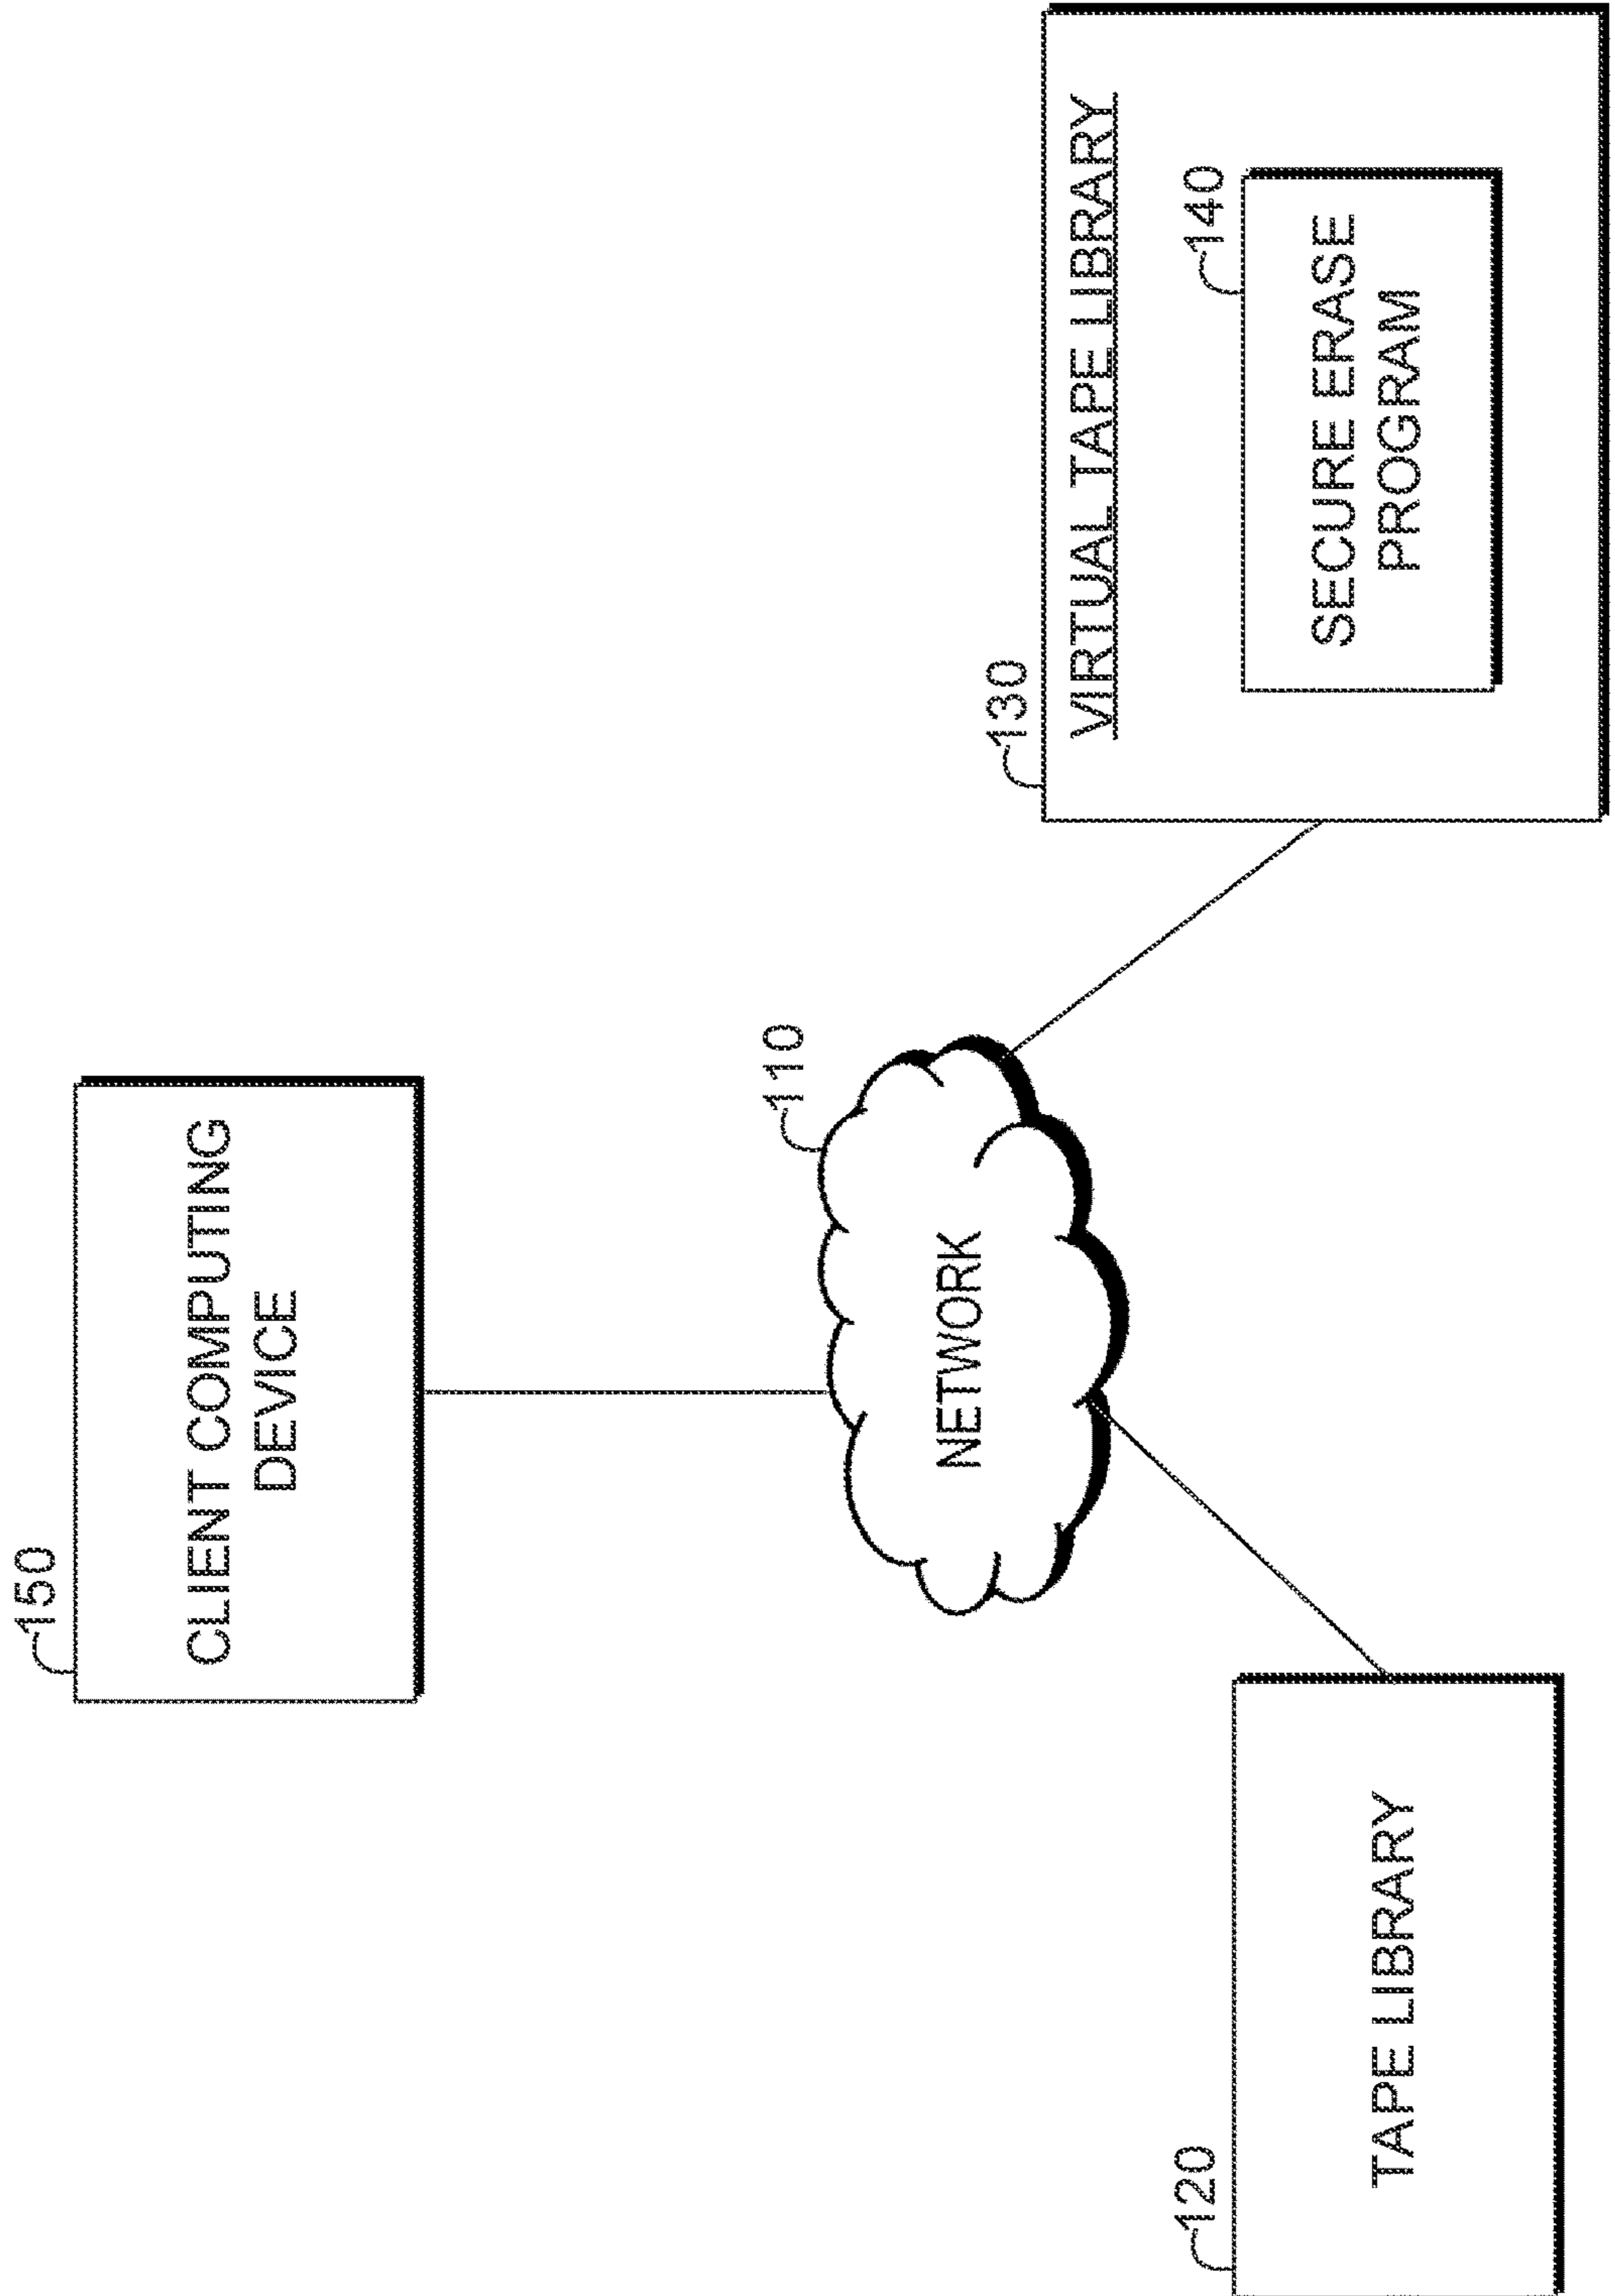 150
CLIENT COMPUTING
DEVICE
110
NETWORK
120
TAPE LIBRARY
130
VIRTUAL TAPE LIBRARY
140
SECURE ERASE
PROGRAM